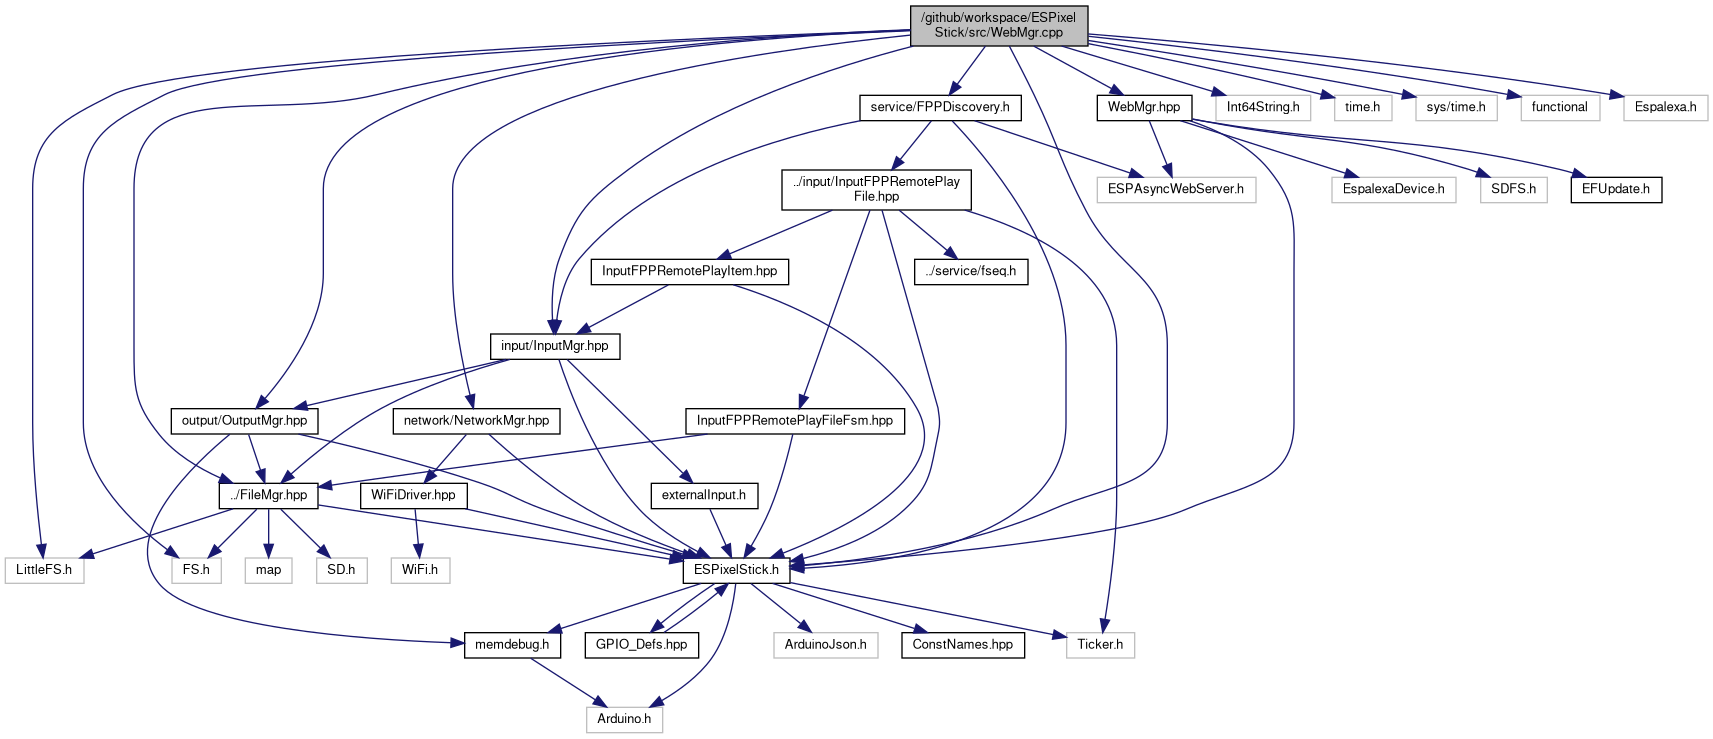 /github/workspace/ESPixel
Stick/src/WebMgr.cpp
service/FPPDiscovery.h
WebMgr.hpp
Int64String.h
time.h
sys/time.h
functional
Espalexa.h
../input/InputFPPRemotePlay
File.hpp
ESPAsyncWebServer.h
EspalexaDevice.h
SDFS.h
EFUpdate.h
InputFPPRemotePlayItem.hpp
../service/fseq.h
input/InputMgr.hpp
output/OutputMgr.hpp
network/NetworkMgr.hpp
InputFPPRemotePlayFileFsm.hpp
../FileMgr.hpp
WiFiDriver.hpp
externalInput.h
LittleFS.h
FS.h
map
SD.h
WiFi.h
ESPixelStick.h
memdebug.h
GPIO_Defs.hpp
ArduinoJson.h
ConstNames.hpp
Ticker.h
Arduino.h